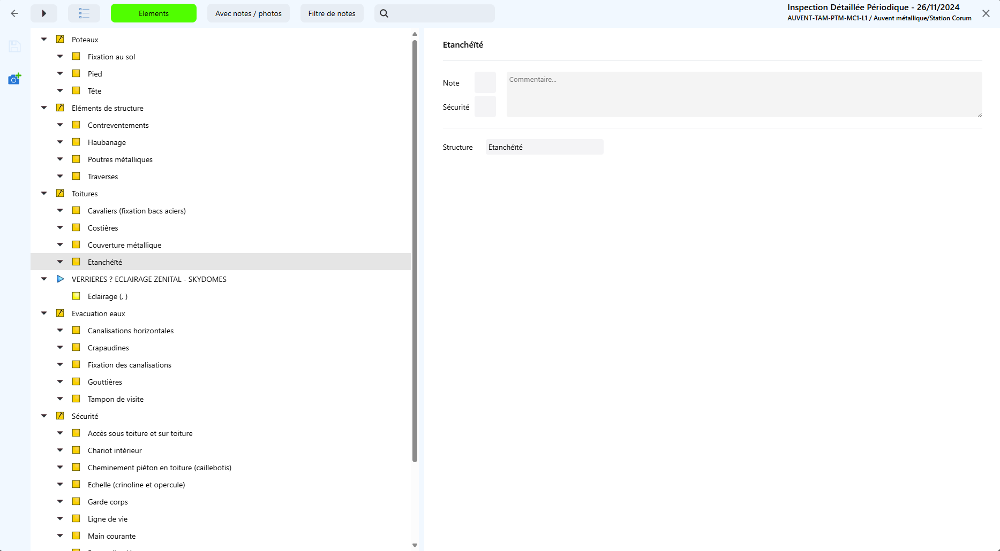 Elements
Avec notes / photos
Filtre de notes
Inspection Détaillée Périodique - 26/11/2024
AUVENT-TAM-PTM-MC1-L1 / Auvent métallique/Station Corum
Poteaux
Fixation au sol
Pied
Tête
Eléments de structure
Contreventements
Haubanage
Poutres métalliques
Traverses
Toitures
Cavaliers (fixation bacs aciers)
Costières
Couverture métallique
Etanchéïté
VERRIERES ? ECLAIRAGE ZENITAL - SKYDOMES
Eclairage (, )
Evacuation eaux
Canalisations horizontales
Crapaudines
Fixation des canalisations
Gouttières
Tampon de visite
Sécurité
Accès sous toiture et sur toiture
Chariot intérieur
Cheminement piéton en toiture (caillebotis)
Echelle (crinoline et opercule)
Garde corps
Ligne de vie
Main courante
Etanchéïté
Note
Commentaire...
Sécurité
Structure
Etanchéïté